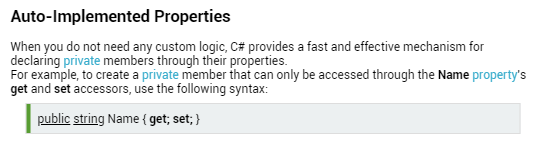 Auto-Implemented Properties
When you do not need any custom logic, C# provides a fast and effective mechanism for
declaring private members through their properties.
For example, to create a private member that can only be accessed through the Name property's
get and set accessors, use the following syntax:
public string Name { get; set; }